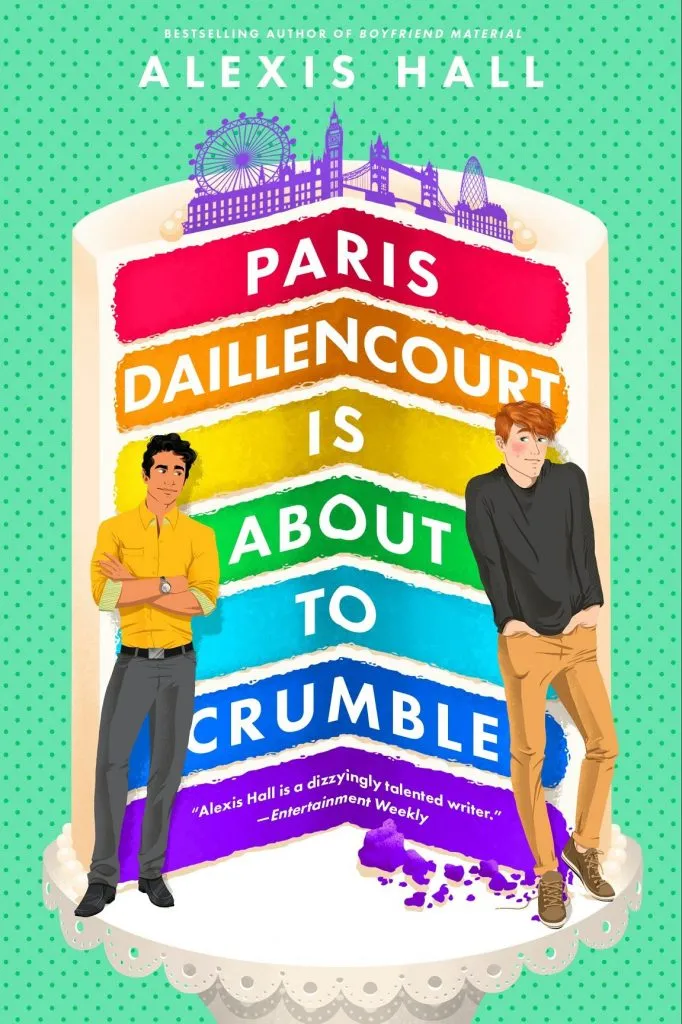 BESTSELLING AUTHOR OF BOYFRIEND MATERIAL
ALEXIS HALL
PARIS
DAILLENCOURT
IS
ABOUT
TO
CRUMBLE
“Alexis Hall is a dizzyingly talented writer.”
—Entertainment Weekly